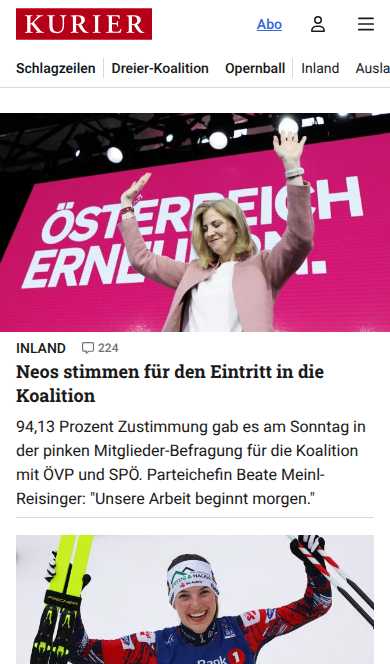 KURIER
Abo
Schlagzeilen
Dreier-Koalition
Opernball
Inland
Ausla
ÖSTERREICH
INLAND
224
Neos stimmen für den Eintritt in die
Koalition
94,13 Prozent Zustimmung gab es am Sonntag in
der pinken Mitglieder-Befragung für die Koalition
mit ÖVP und SPÖ. Parteichefin Beate Meinl-
Reisinger: "Unsere Arbeit beginnt morgen."
Bank
1